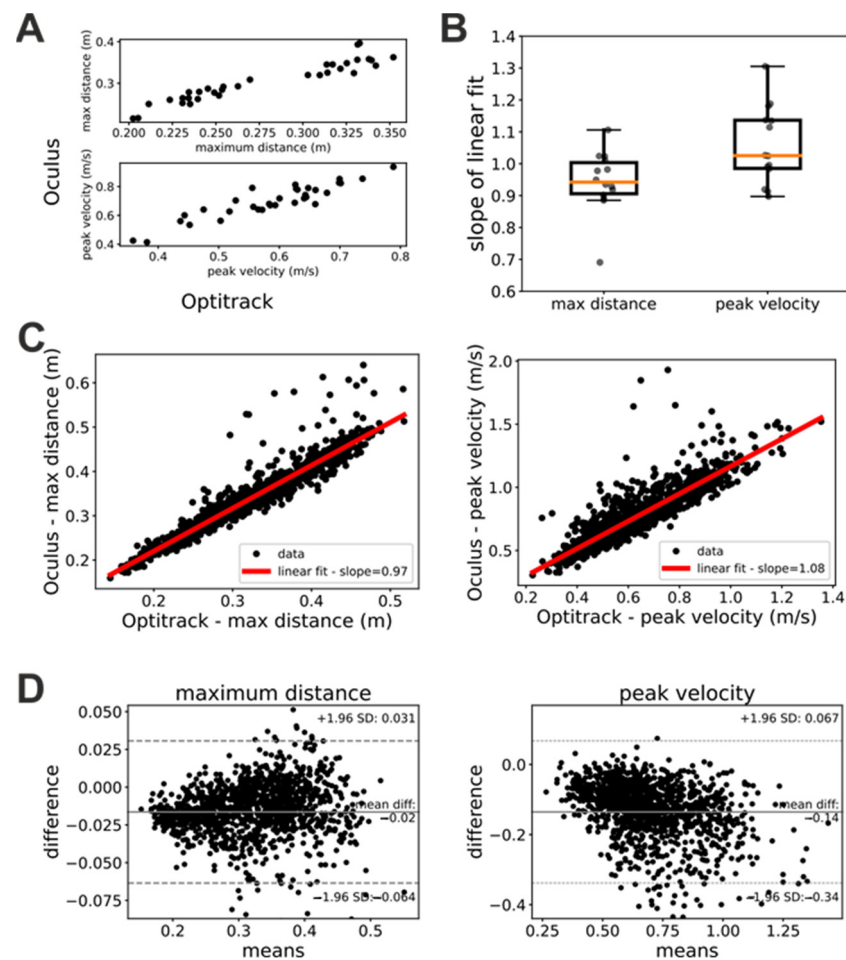 A
max distance (m)
0.4
0.3
0.200 0.225 0.250 0.275 0.300 0.325 0.350
maximum distance (m)
Oculus
peak velocity (m/s)
0.8
0.6
0.4
0.4 0.5 0.6 0.7 0.8
peak velocity (m/s)
Optitrack
B
slope of linear fit
1.4
1.3
1.2
1.1
1.0
0.9
0.8
0.7
0.6
max distance peak velocity
C
Oculus - max distance (m)
0.6
0.5
0.4
0.3
0.2
data
linear fit - slope=0.97
0.2 0.3 0.4 0.5
Optitrack - max distance (m)
Oculus - peak velocity (m/s)
2.0
1.5
1.0
0.5
data
linear fit - slope=1.08
0.2 0.4 0.6 0.8 1.0 1.2 1.4
Optitrack - peak velocity (m/s)
D
maximum distance
difference
0.050
0.025
0.000
−0.025
−0.050
−0.075
+1.96 SD: 0.031
mean diff:
−0.02
−1.96 SD:−0.064
0.2 0.3 0.4 0.5
means
peak velocity
difference
0.0
−0.2
−0.4
+1.96 SD: 0.067
mean diff:
−0.14
−1.96 SD:−0.34
0.25 0.50 0.75 1.00 1.25
means